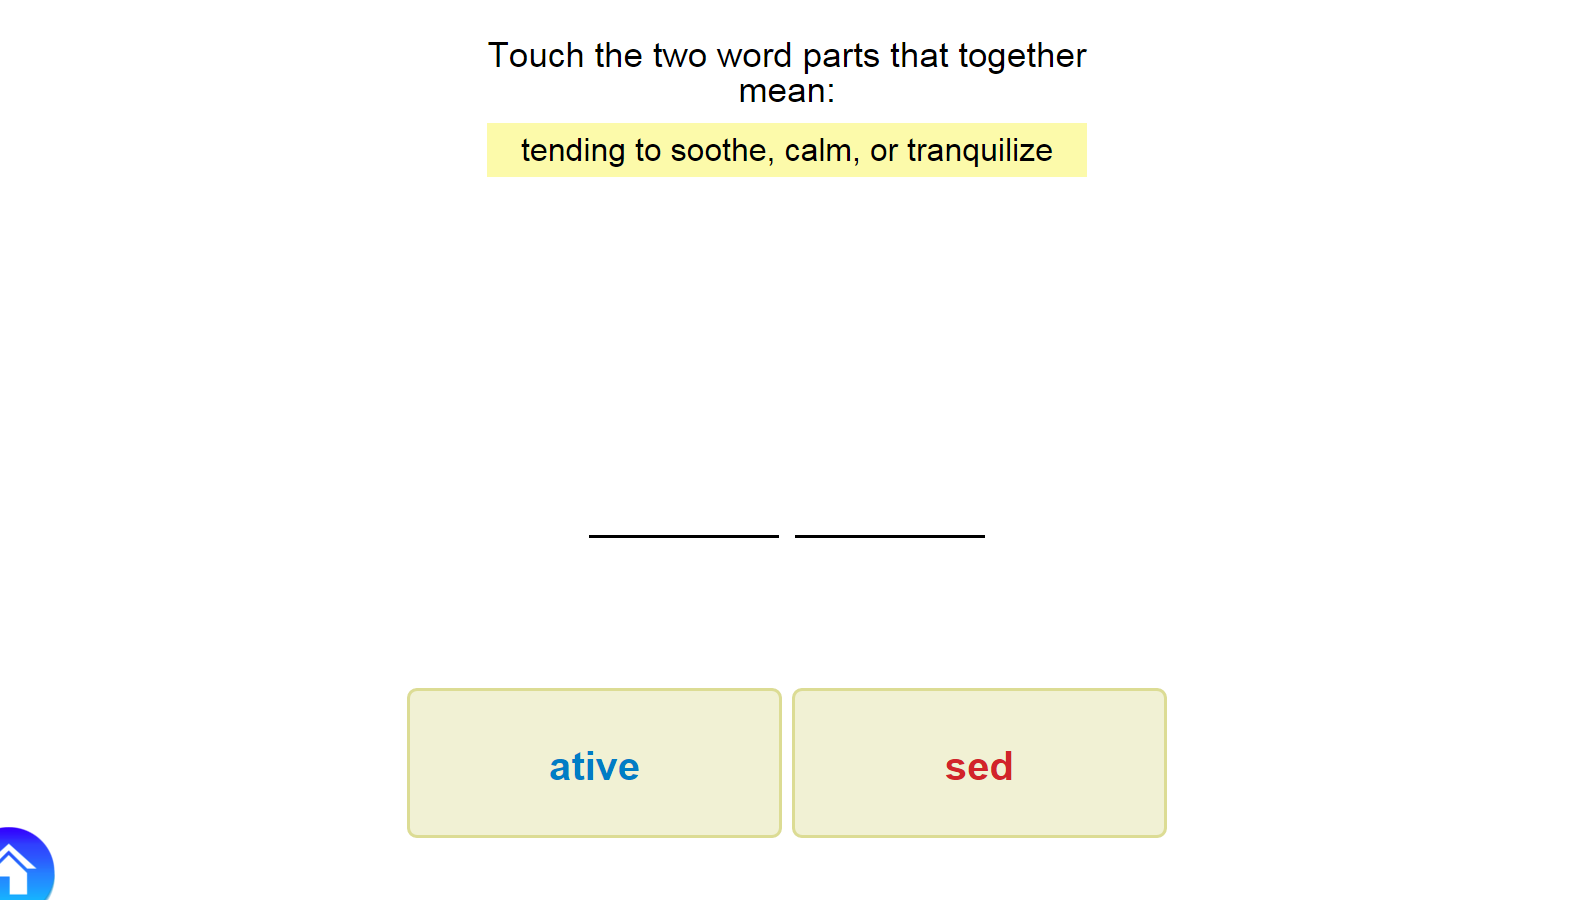 Touch the two word parts that together
mean:
tending to soothe, calm, or tranquilize
ative
sed